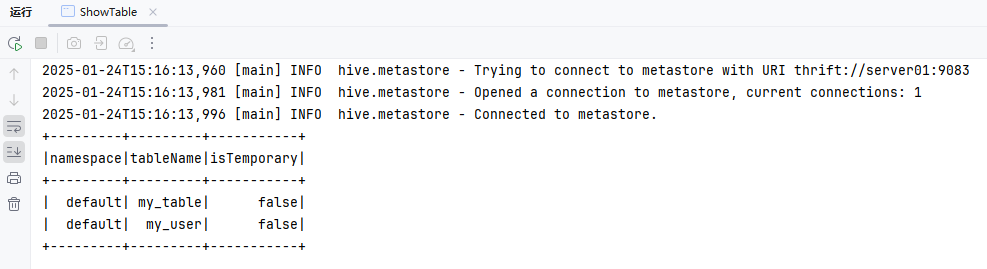 运行 ShowTable
2025-01-24T15:16:13,960 [main] INFO  hive.metastore - Trying to connect to metastore with URI thrift://server01:9083
2025-01-24T15:16:13,981 [main] INFO  hive.metastore - Opened a connection to metastore, current connections: 1
2025-01-24T15:16:13,996 [main] INFO  hive.metastore - Connected to metastore.
+---------+---------+-----------+
|namespace|tableName|isTemporary|
+---------+---------+-----------+
|  default| my_table|      false|
|  default|  my_user|      false|
+---------+---------+-----------+